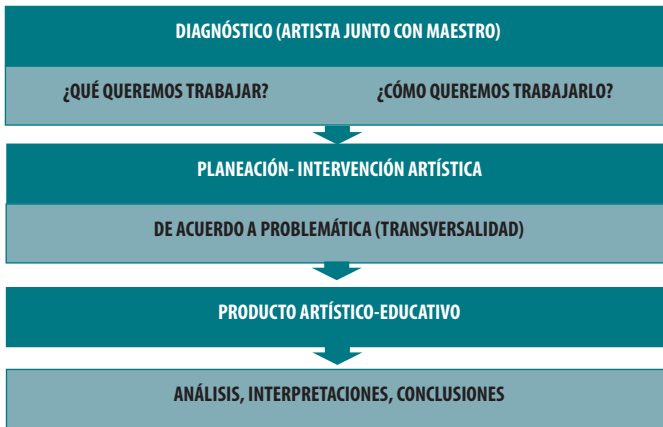 DIAGNÓSTICO (ARTISTA JUNTO CON MAESTRO)
¿QUÉ QUEREMOS TRABAJAR? ¿CÓMO QUEREMOS TRABAJARLO?
PLANEACIÓN- INTERVENCIÓN ARTÍSTICA
DE ACUERDO A PROBLEMÁTICA (TRANSVERSALIDAD)
PRODUCTO ARTÍSTICO-EDUCATIVO
ANÁLISIS, INTERPRETACIONES, CONCLUSIONES